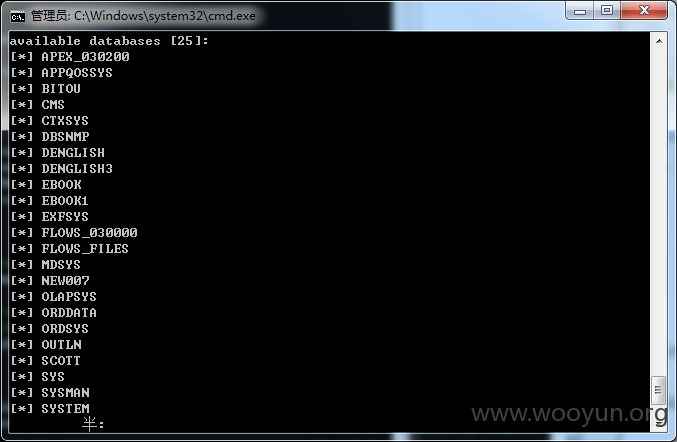 管理员: C:\Windows\system32\cmd.exe
available databases [25]:
[*] APEX_030200
[*] APPQOSSYS
[*] BITOU
[*] CMS
[*] CTXSYS
[*] DBSNMP
[*] DENGLISH
[*] DENGLISH3
[*] EBOOK
[*] EBOOK1
[*] EXFSYS
[*] FLOWS_030000
[*] FLOWS_FILES
[*] MDSYS
[*] NEW007
[*] OLAPSYS
[*] ORDDATA
[*] ORDSYS
[*] OUTLN
[*] SCOTT
[*] SYS
[*] SYSMAN
[*] SYSTEM
半:
www.wooyun.org